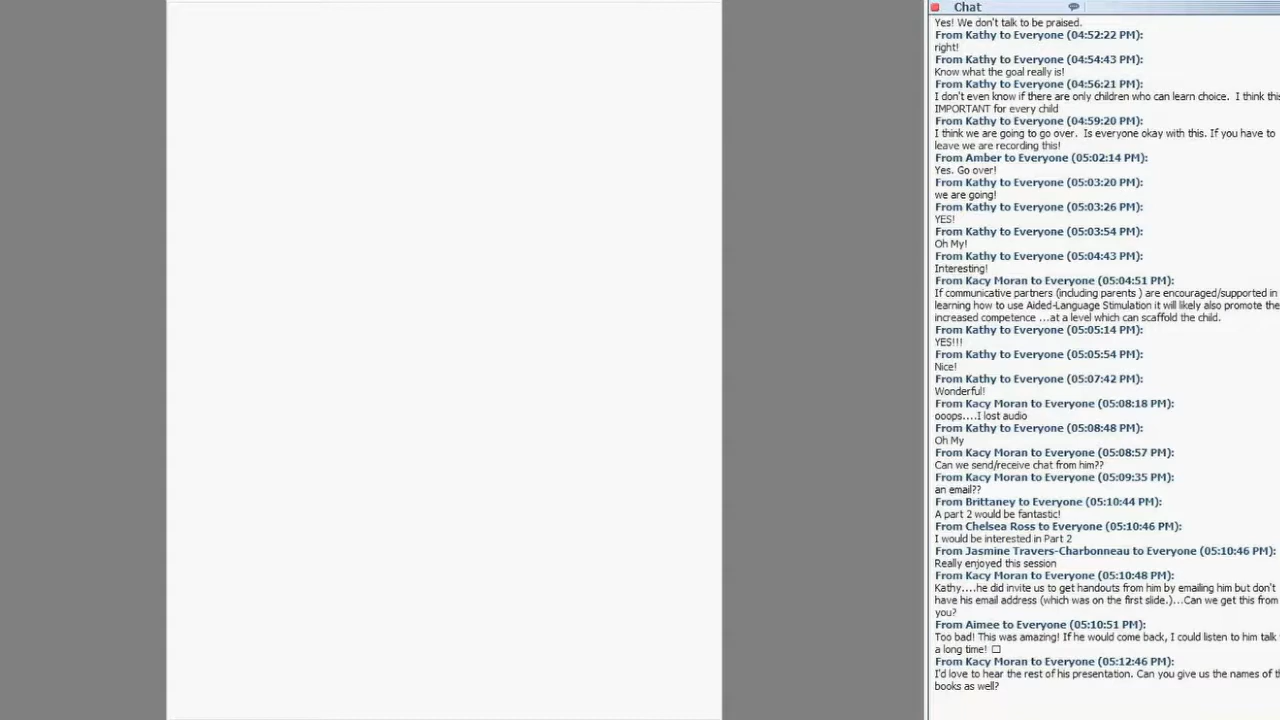 Chat
Yes! We don't talk to be praised.
From Kathy to Everyone (04:52:22 PM):
right!
From Kathy to Everyone (04:54:43 PM):
Know what the goal really is!
From Kathy to Everyone (04:56:21 PM):
I don't even know if there are only children who can learn choice. I think this
IMPORTANT for every child
From Kathy to Everyone (04:59:20 PM):
I think we are going to go over. Is everyone okay with this. If you have to
leave we are recording this!
From Amber to Everyone (05:02:14 PM):
Yes. Go over!
From Kathy to Everyone (05:03:20 PM):
we are going!
From Kathy to Everyone (05:03:26 PM):
YES!
From Kathy to Everyone (05:03:54 PM):
Oh My!
From Kathy to Everyone (05:04:43 PM):
Interesting!
From Kacy Moran to Everyone (05:04:51 PM):
If communicative partners (including parents ) are encouraged/supported in
learning how to use Aided-Language Stimulation it will likely also promote the
increased competence ...at a level which can scaffold the child.
From Kathy to Everyone (05:05:14 PM):
YES!!!
From Kathy to Everyone (05:05:54 PM):
Nice!
From Kathy to Everyone (05:07:42 PM):
Wonderful!
From Kacy Moran to Everyone (05:08:18 PM):
ooops....I lost audio
From Kathy to Everyone (05:08:48 PM):
Oh My
From Kacy Moran to Everyone (05:08:57 PM):
Can we send/receive chat from him??
From Kacy Moran to Everyone (05:09:35 PM):
an email??
From Brittaney to Everyone (05:10:44 PM):
A part 2 would be fantastic!
From Chelsea Ross to Everyone (05:10:46 PM):
I would be interested in Part 2
From Jasmine Travers-Charbonneau to Everyone (05:10:46 PM):
Really enjoyed this session
From Kacy Moran to Everyone (05:10:48 PM):
Kathy....he did invite us to get handouts from him by emailing him but don't
have his email address (which was on the first slide.)...Can we get this from
you?
From Aimee to Everyone (05:10:51 PM):
Too bad! This was amazing! If he would come back, I could listen to him talk
a long time! □
From Kacy Moran to Everyone (05:12:46 PM):
I'd love to hear the rest of his presentation. Can you give us the names of
books as well?